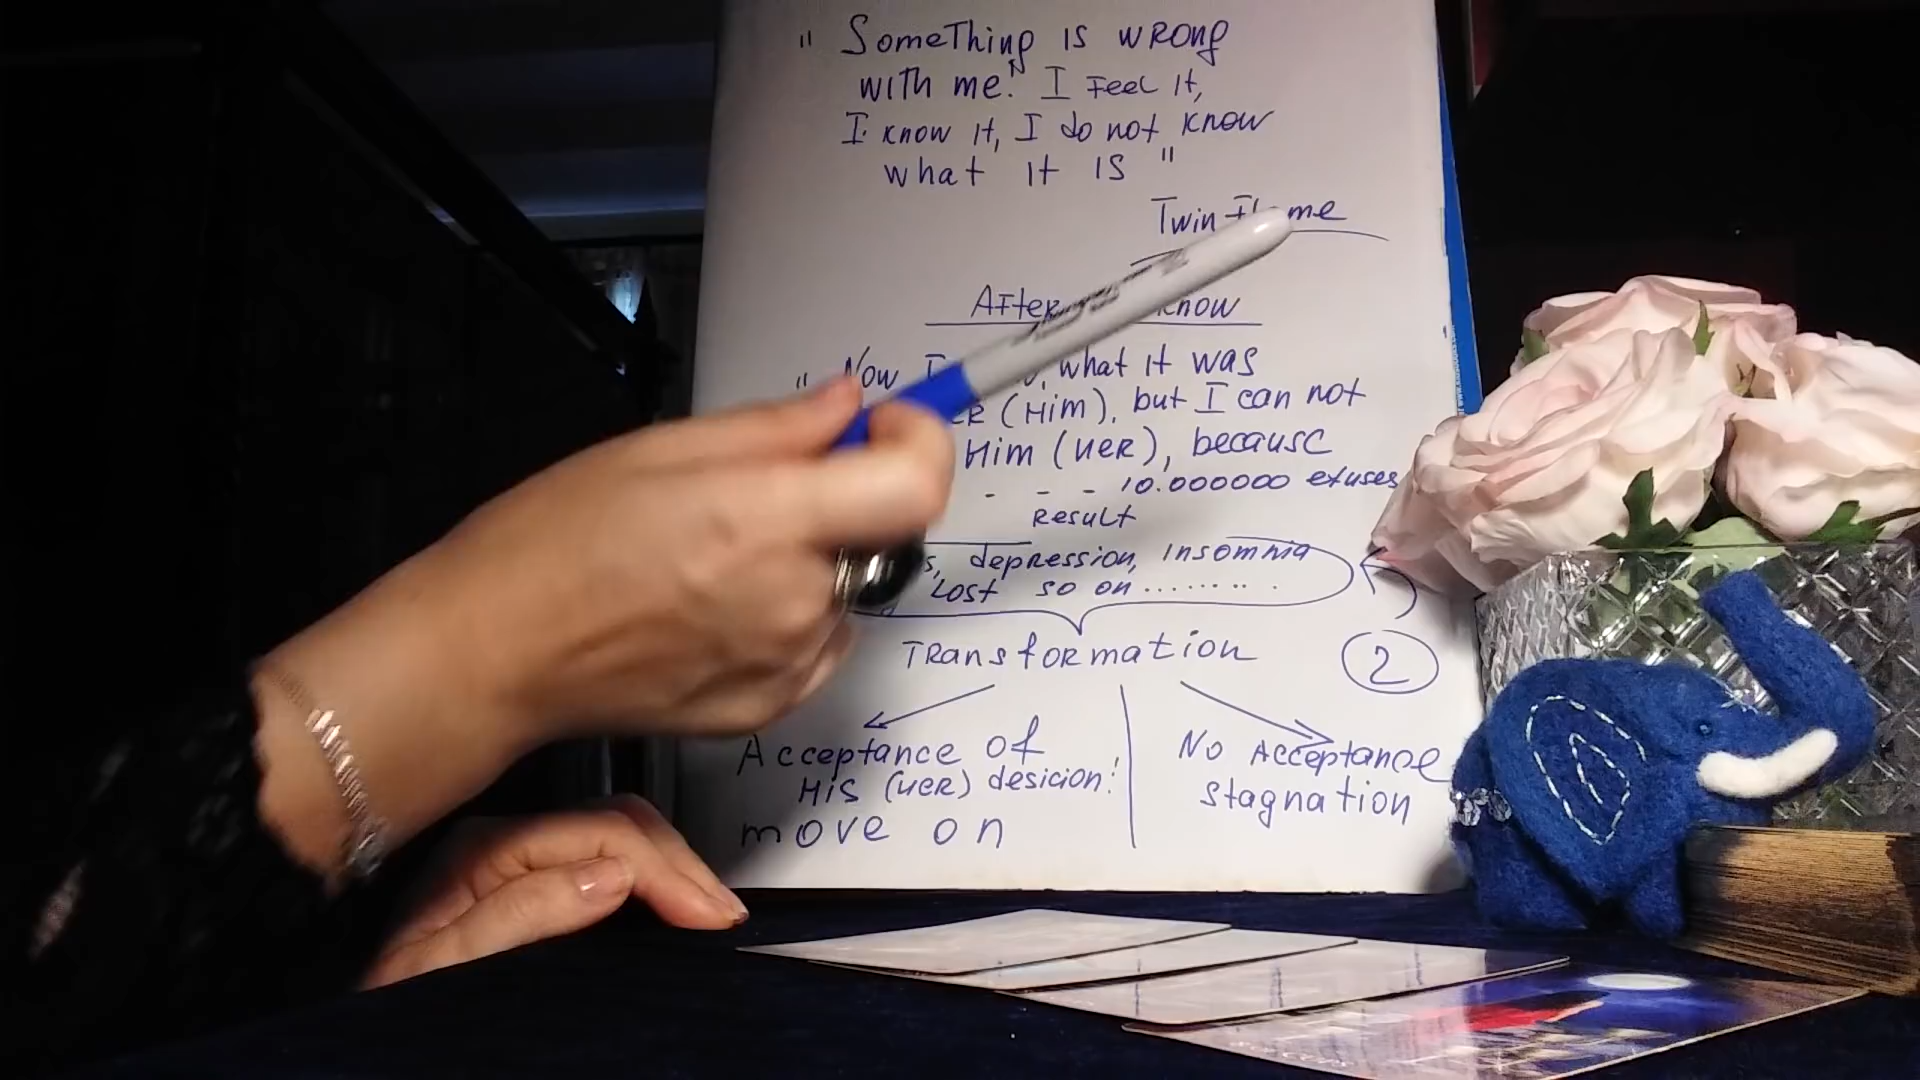 " Something is wrong
with me." I feel it,
I know it, I do not know
what it is "
Twin
After know
" Now I what it was
(Him), but I can not
Him (Her), because
- - - 10.000000 exuses
Result
depression, insomnia
Lost so on ........ .
Transformation
2
Acceptance of
His (Her) desicion!
move on
No Acceptance
Stagnation